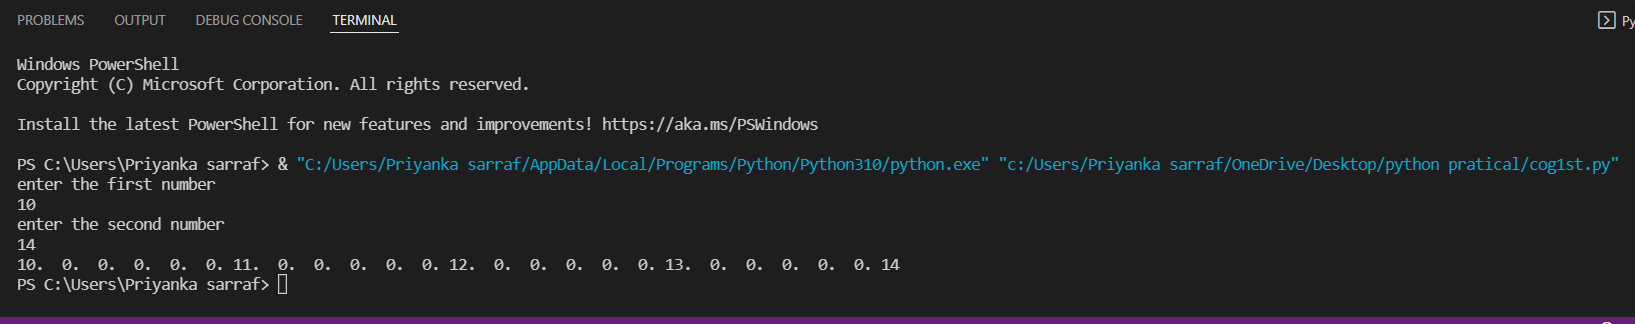 PROBLEMS OUTPUT DEBUG CONSOLE TERMINAL Py
Windows PowerShell
Copyright (C) Microsoft Corporation. All rights reserved.
Install the latest PowerShell for new features and improvements! https://aka.ms/PSWindows
PS C:\Users\Priyanka sarraf> & "C:/Users/Priyanka sarraf/AppData/Local/Programs/Python/Python310/python.exe" "c:/Users/Priyanka sarraf/OneDrive/Desktop/python pratical/cog1st.py"
enter the first number
10
enter the second number
14
10.  0.  0.  0.  0.  0. 11.  0.  0.  0.  0.  0. 12.  0.  0.  0.  0.  0. 13.  0.  0.  0.  0.  0. 14
PS C:\Users\Priyanka sarraf>